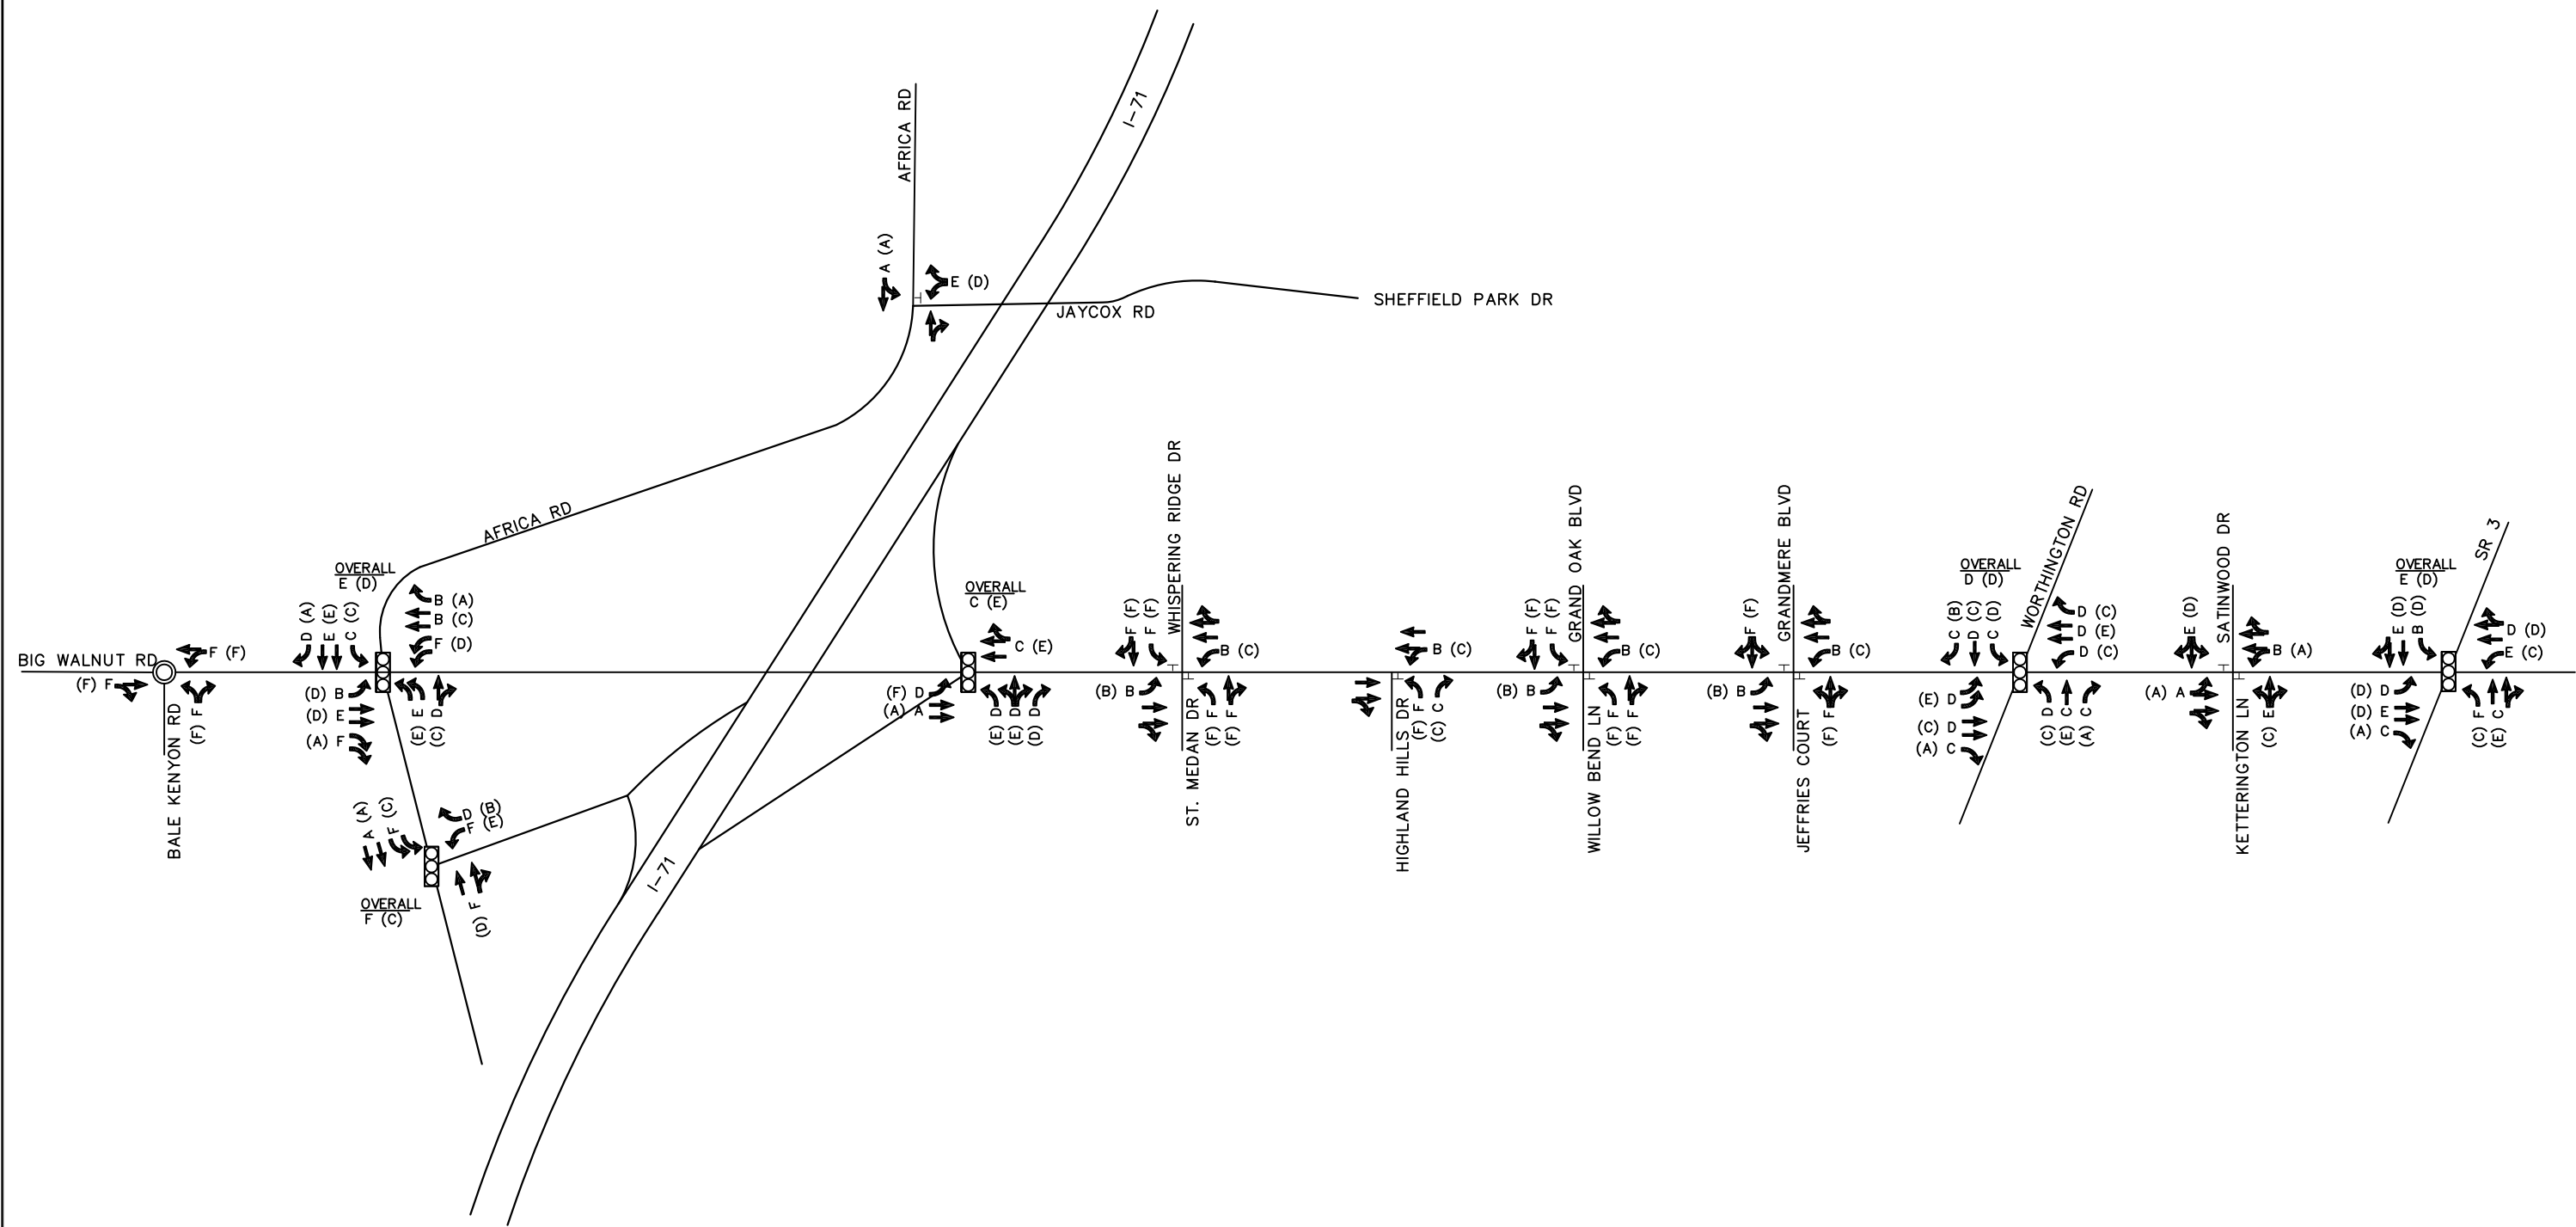 I-71
AFRICA RD
A (A)
E (D)
JAYCOX RD
SHEFFIELD PARK DR
AFRICA RD
BIG WALNUT RD
F (F)
(F) F
(F) F
BALE KENYON RD
OVERALL
E (D)
D (A)
E (E)
C (C)
B (A)
B (C)
F (D)
(D) B
(D) E
(A) F
(E) E
(C) D
A (A)
F (C)
D (B)
F (E)
(D) F
OVERALL
F (C)
I-71
OVERALL
C (E)
C (E)
(F) D
(A) A
(E) D
(E) D
(D) D
WHISPERING RIDGE DR
F (F)
F (F)
B (C)
(B) B
(F) F
(F) F
ST. MEDAN DR
B (C)
(F) F
(C) C
HIGHLAND HILLS DR
GRAND OAK BLVD
F (F)
F (F)
B (C)
(B) B
(F) F
(F) F
WILLOW BEND LN
GRANDMERE BLVD
F (F)
B (C)
(B) B
(F) F
JEFFRIES COURT
OVERALL
D (D)
WORTHINGTON RD
C (B)
D (C)
C (D)
D (C)
D (E)
D (C)
(E) D
(C) D
(A) C
(C) D
(E) C
(A) C
SATINWOOD DR
E (D)
B (A)
(A) A
(C) E
KETTERINGTON LN
OVERALL
E (D)
SR 3
E (D)
B (D)
D (D)
E (C)
(D) D
(D) E
(A) C
(C) F
(E) C